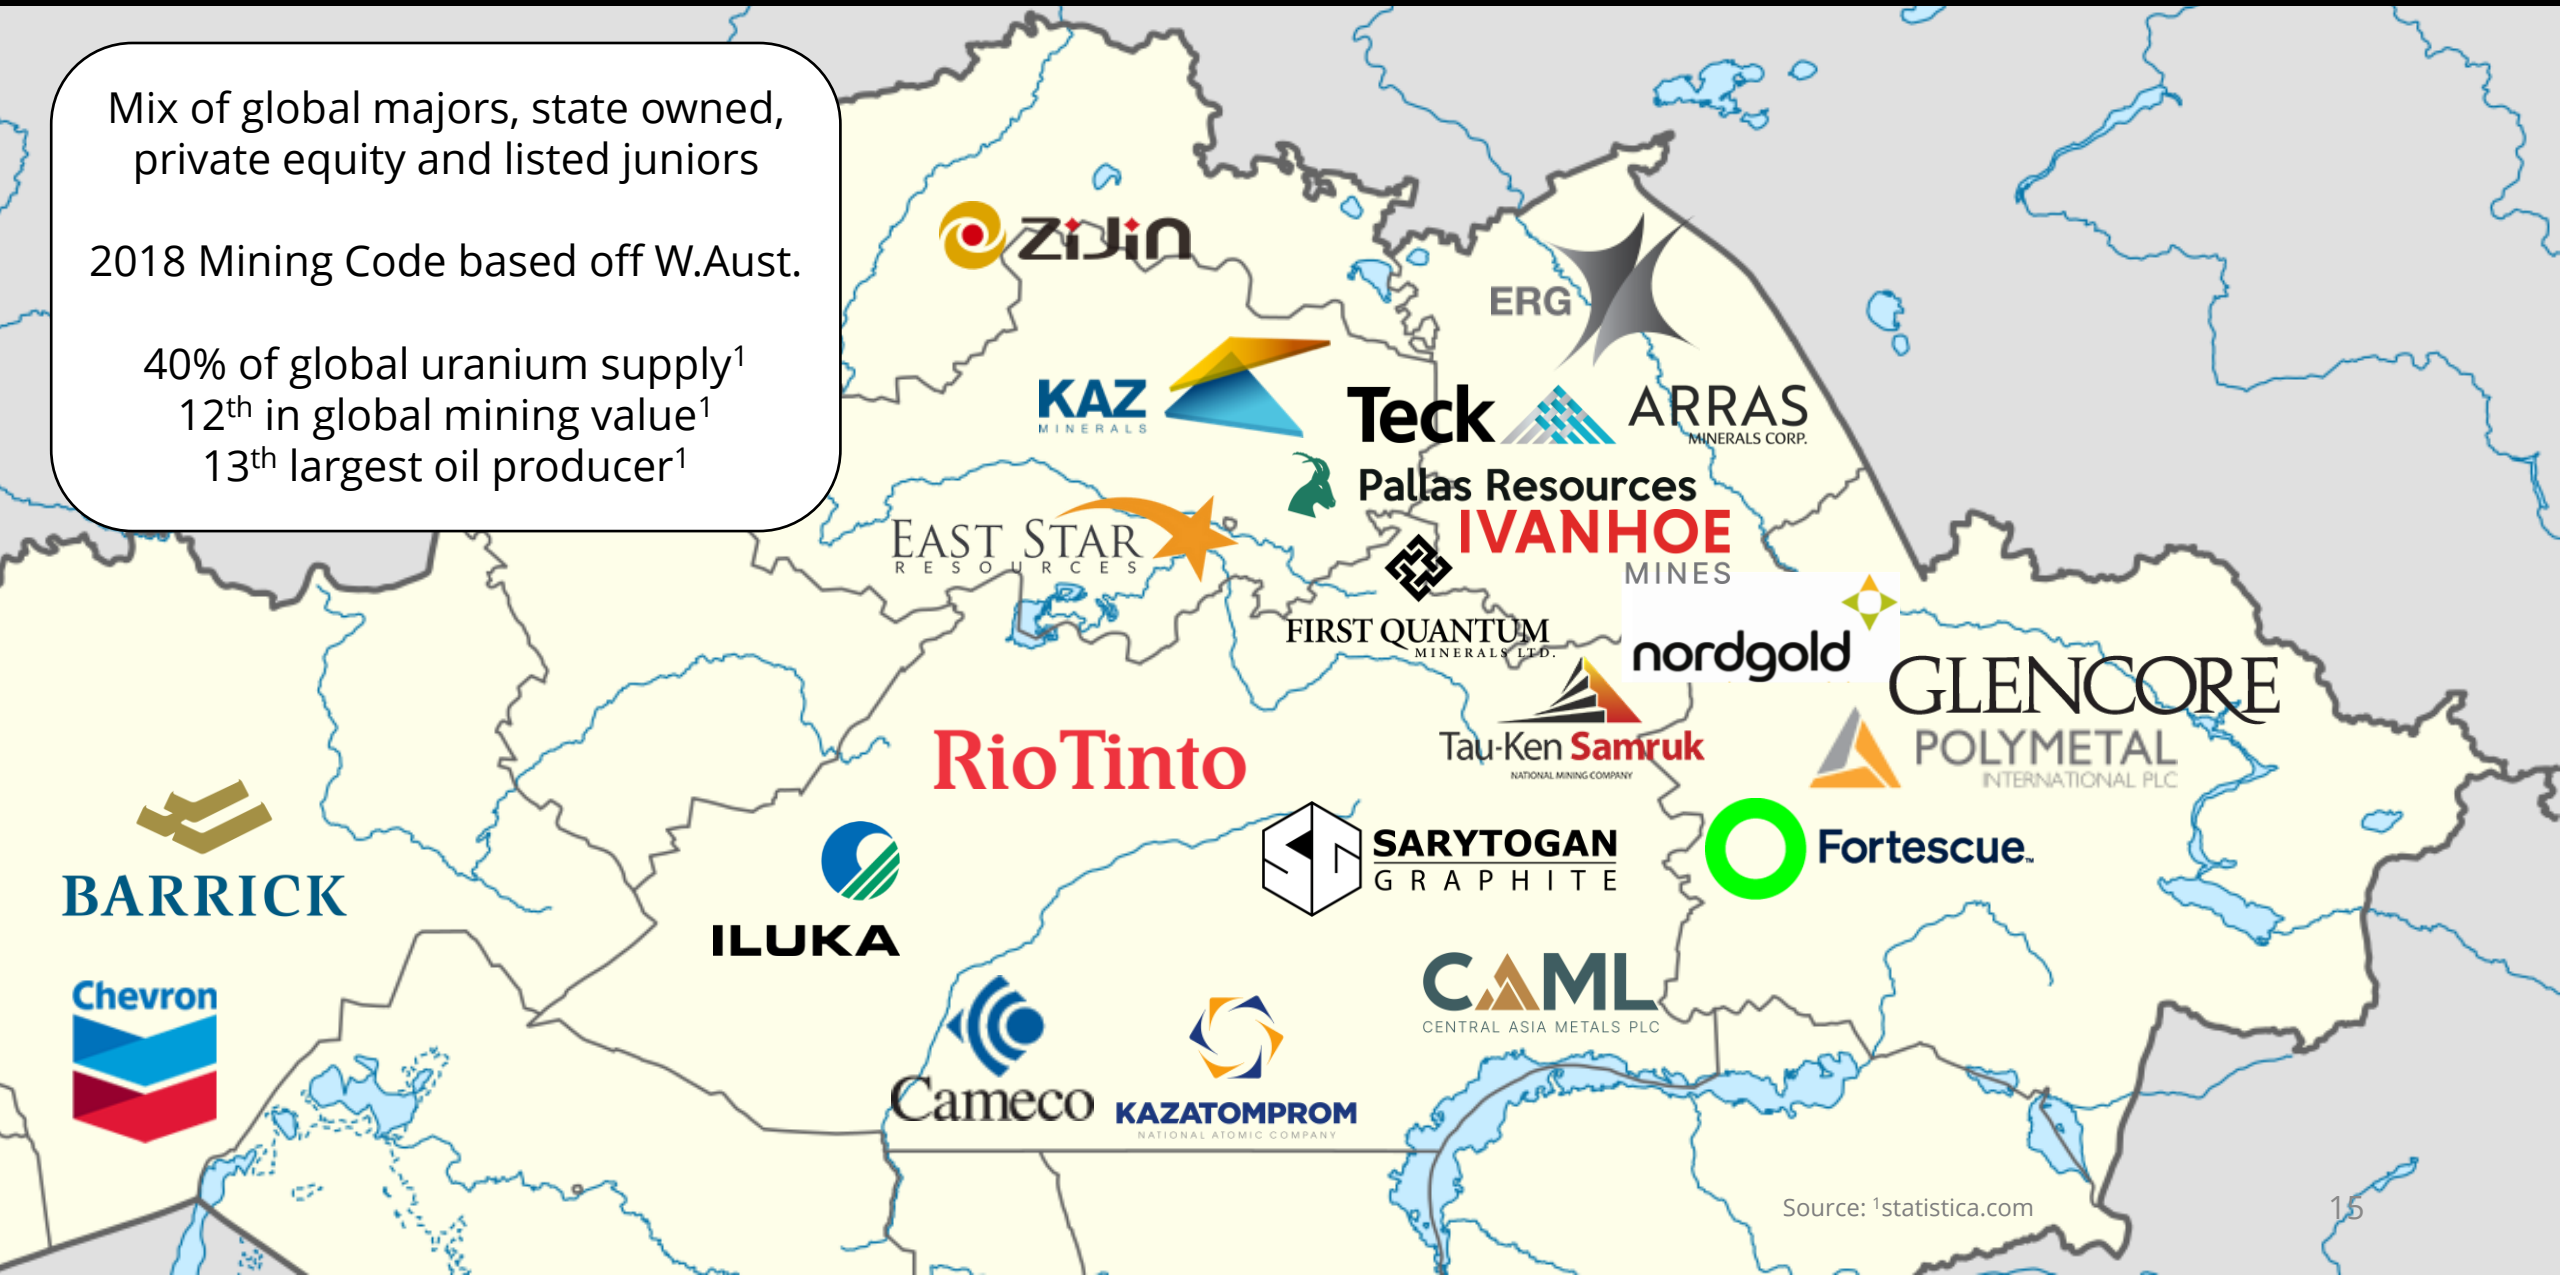 Mix of global majors, state owned,
private equity and listed juniors
2018 Mining Code based off W.Aust.
40% of global uranium supply¹
12th in global mining value¹
13th largest oil producer¹
ZiJin
ERG
KAZ
MINERALS
Teck
ARRAS
MINERALS CORP.
Pallas Resources
EAST STAR
RESOURCES
IVANHOE
MINES
FIRST QUANTUM
MINERALS LTD.
nordgold
GLENCORE
Tau-Ken Samruk
NATIONAL MINING COMPANY
POLYMETAL
INTERNATIONAL PLC
RioTinto
BARRICK
ILUKA
SARYTOGAN
GRAPHITE
Fortescue™
Chevron
CAML
CENTRAL ASIA METALS PLC
Cameco
KAZATOMPROM
NATIONAL ATOMIC COMPANY
Source: ¹statistica.com
15